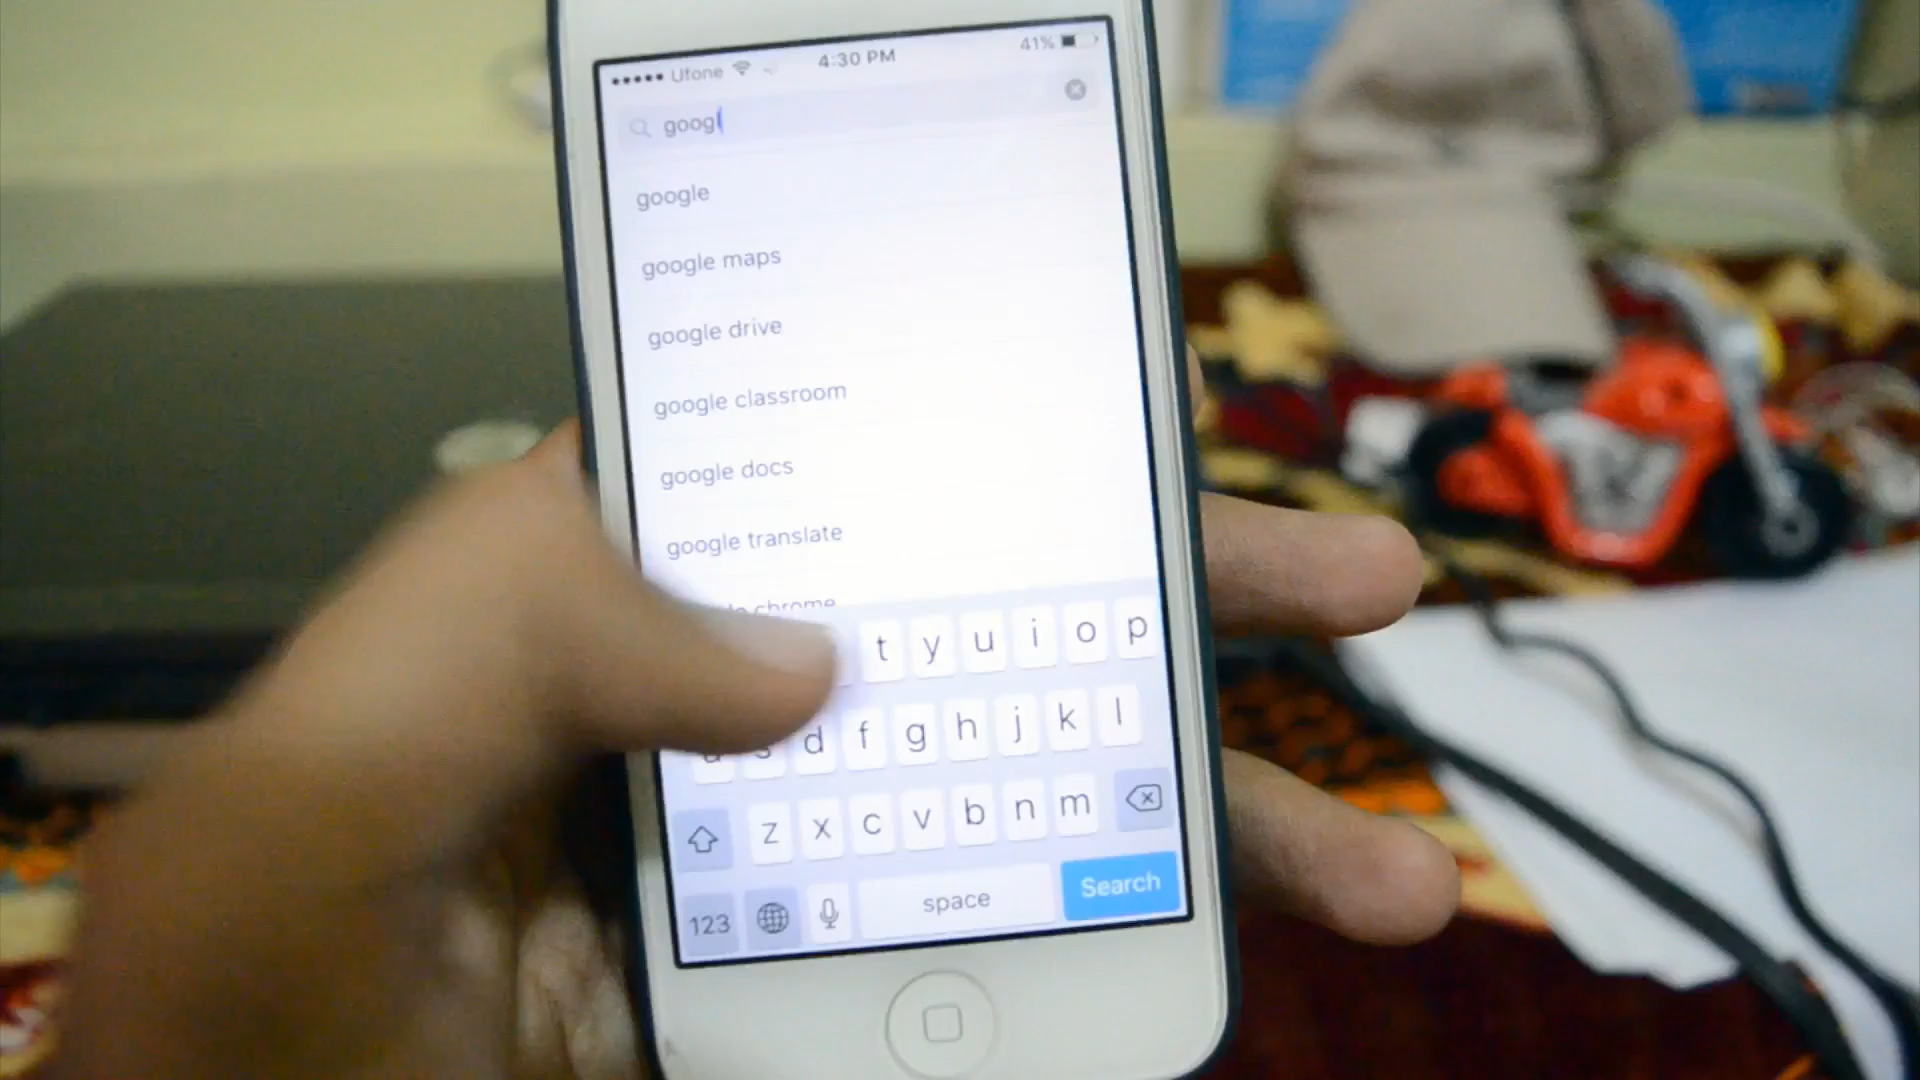 Ufone 4:30 PM 41%
googl
google
google maps
google drive
google classroom
google docs
google translate
chrome
t y u i o p
d f g h j k l
z x c v b n m
123 space Search